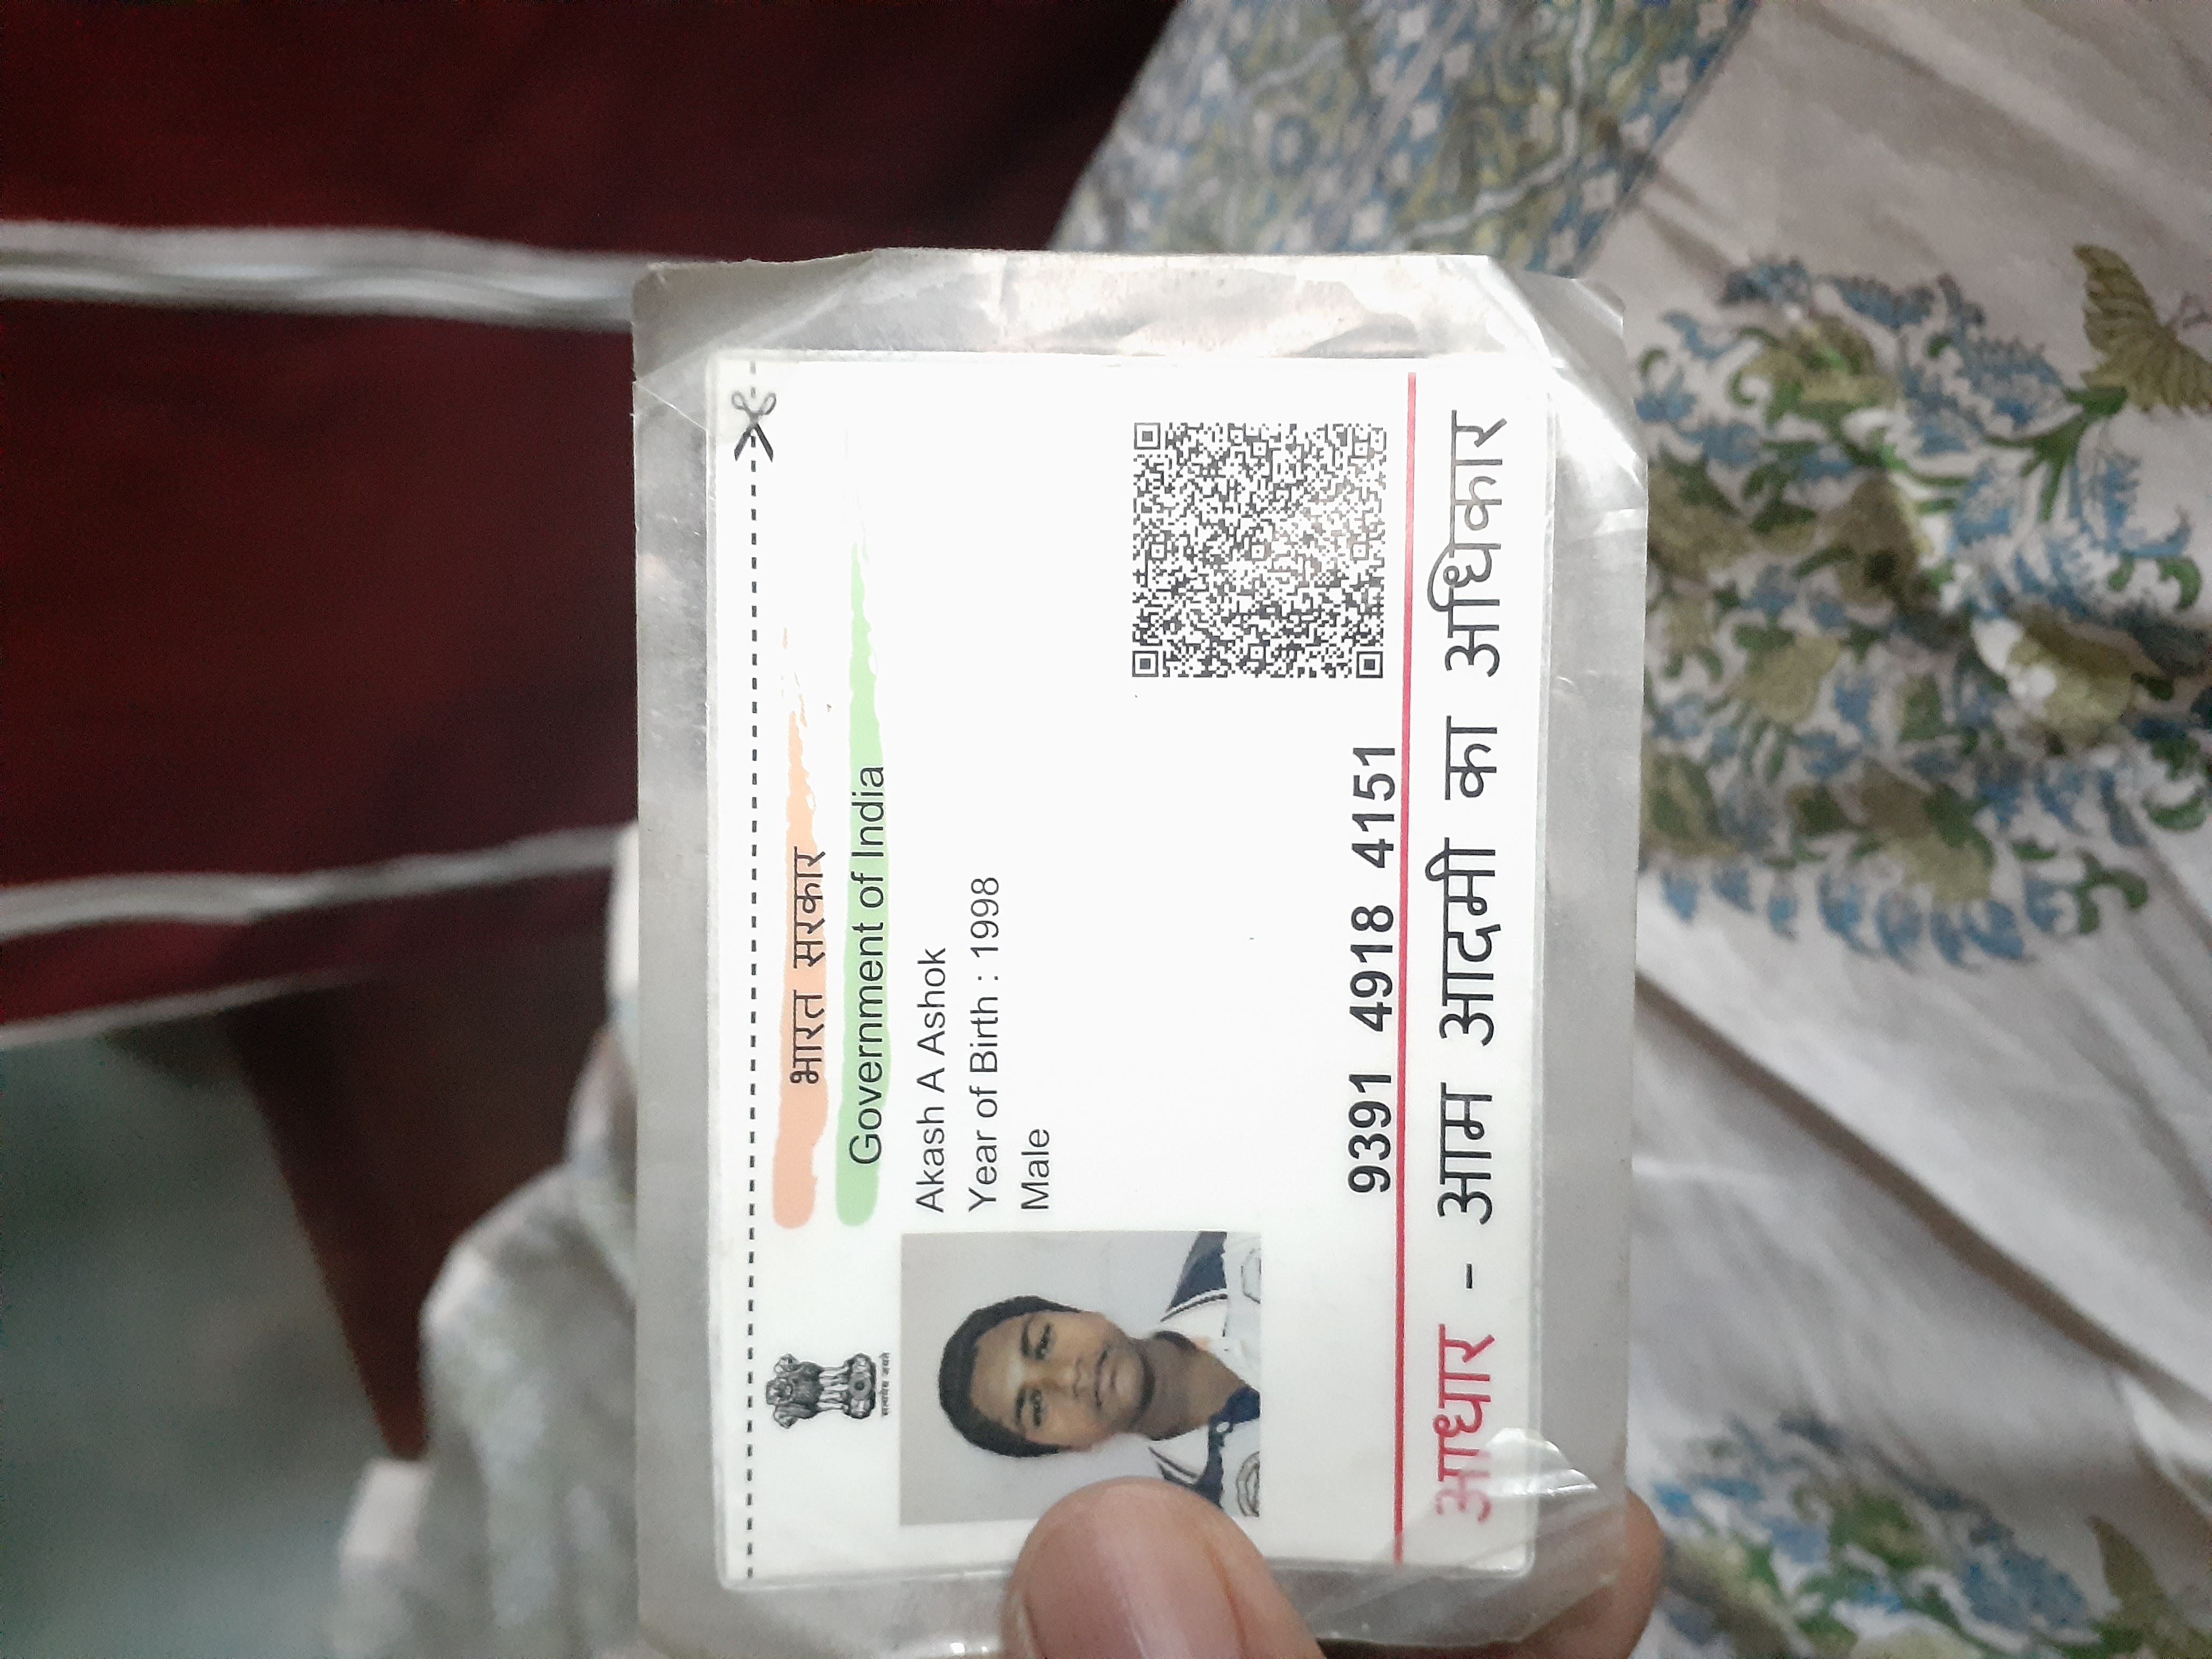 भारत सरकार
Government of India
सत्यमेव जयते
Akash A Ashok
Year of Birth : 1998
Male
9391 4918 4151
आधार - आम आदमी का अधिकार